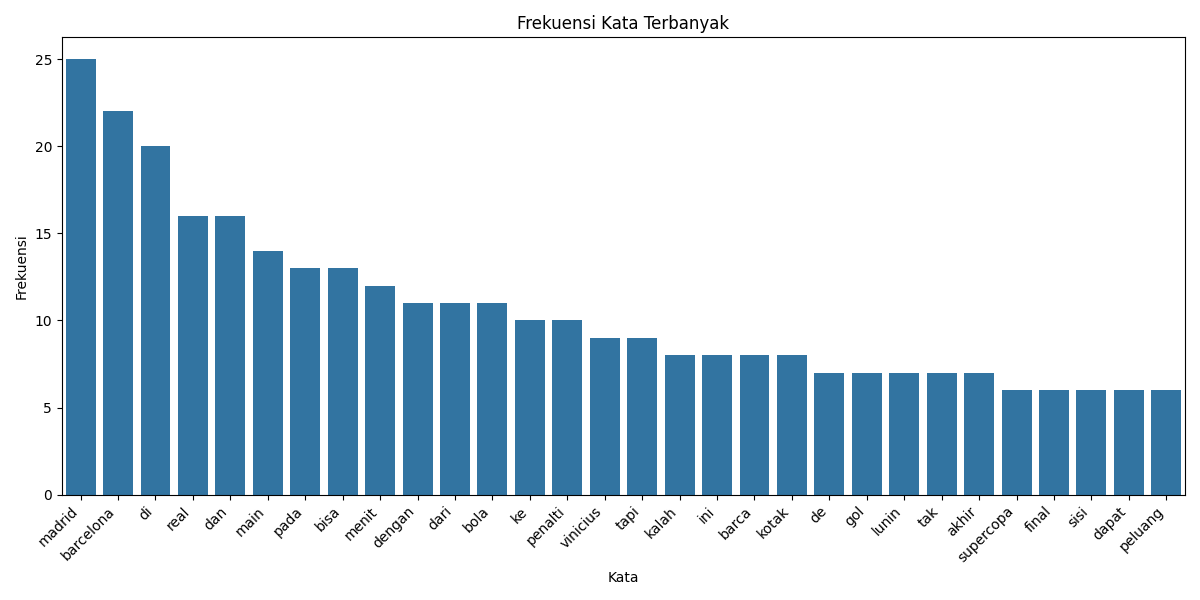 Frekuensi Kata Terbanyak
Frekuensi
25
20
15
10
5
0
madrid
barcelona
di
real
dan
main
pada
bisa
menit
dengan
dari
bola
ke
penalti
vinicius
tapi
kalah
ini
barca
kotak
de
gol
lunin
tak
akhir
supercopa
final
sisi
dapat
peluang
Kata